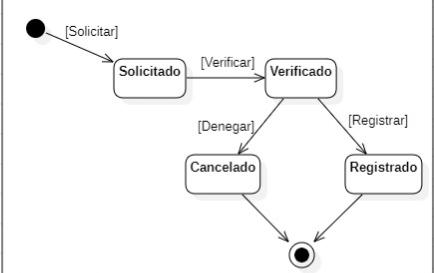 [Solicitar]
Solicitado
[Verificar]
Verificado
[Denegar]
[Registrar]
Cancelado
Registrado